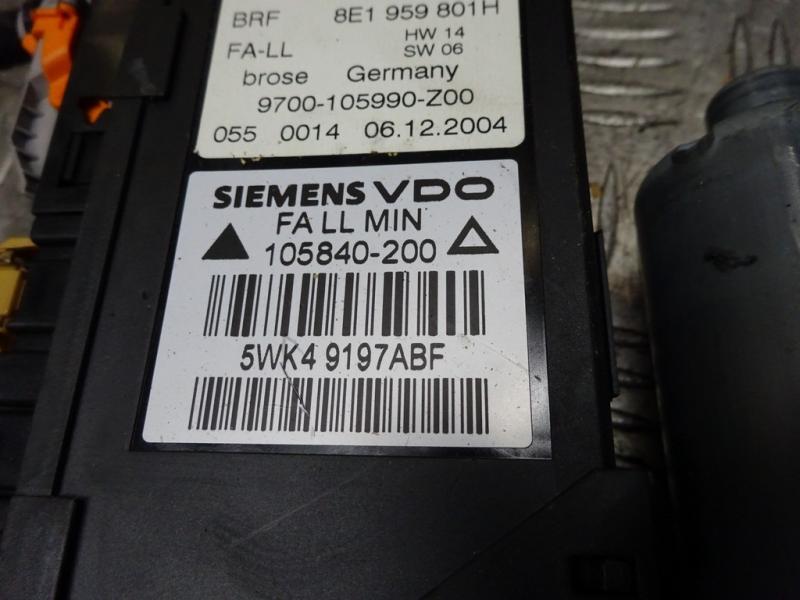 BRF 8E1 959 801H
FA-LL HW 14
SW 06
brose Germany
9700-105990-Z00
055 0014 06.12.2004
SIEMENS VDO
FA LL MIN
105840-200
5WK4 9197ABF